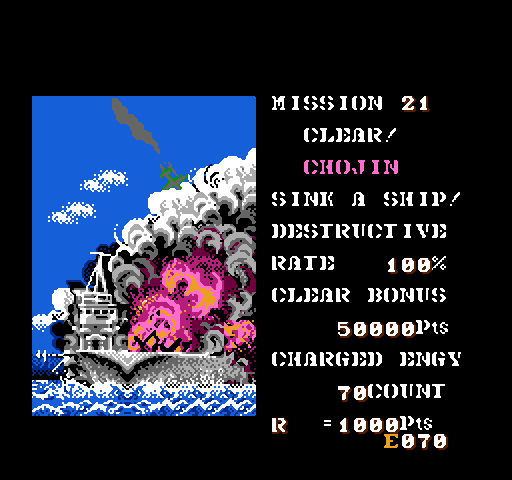 MISSION 21
CLEAR!
CHOJIN
SINK A SHIP!
DESTRUCTIVE
RATE 100%
CLEAR BONUS
50000Pts
CHARGED ENGY
70COUNT
R =1000Pts
E070